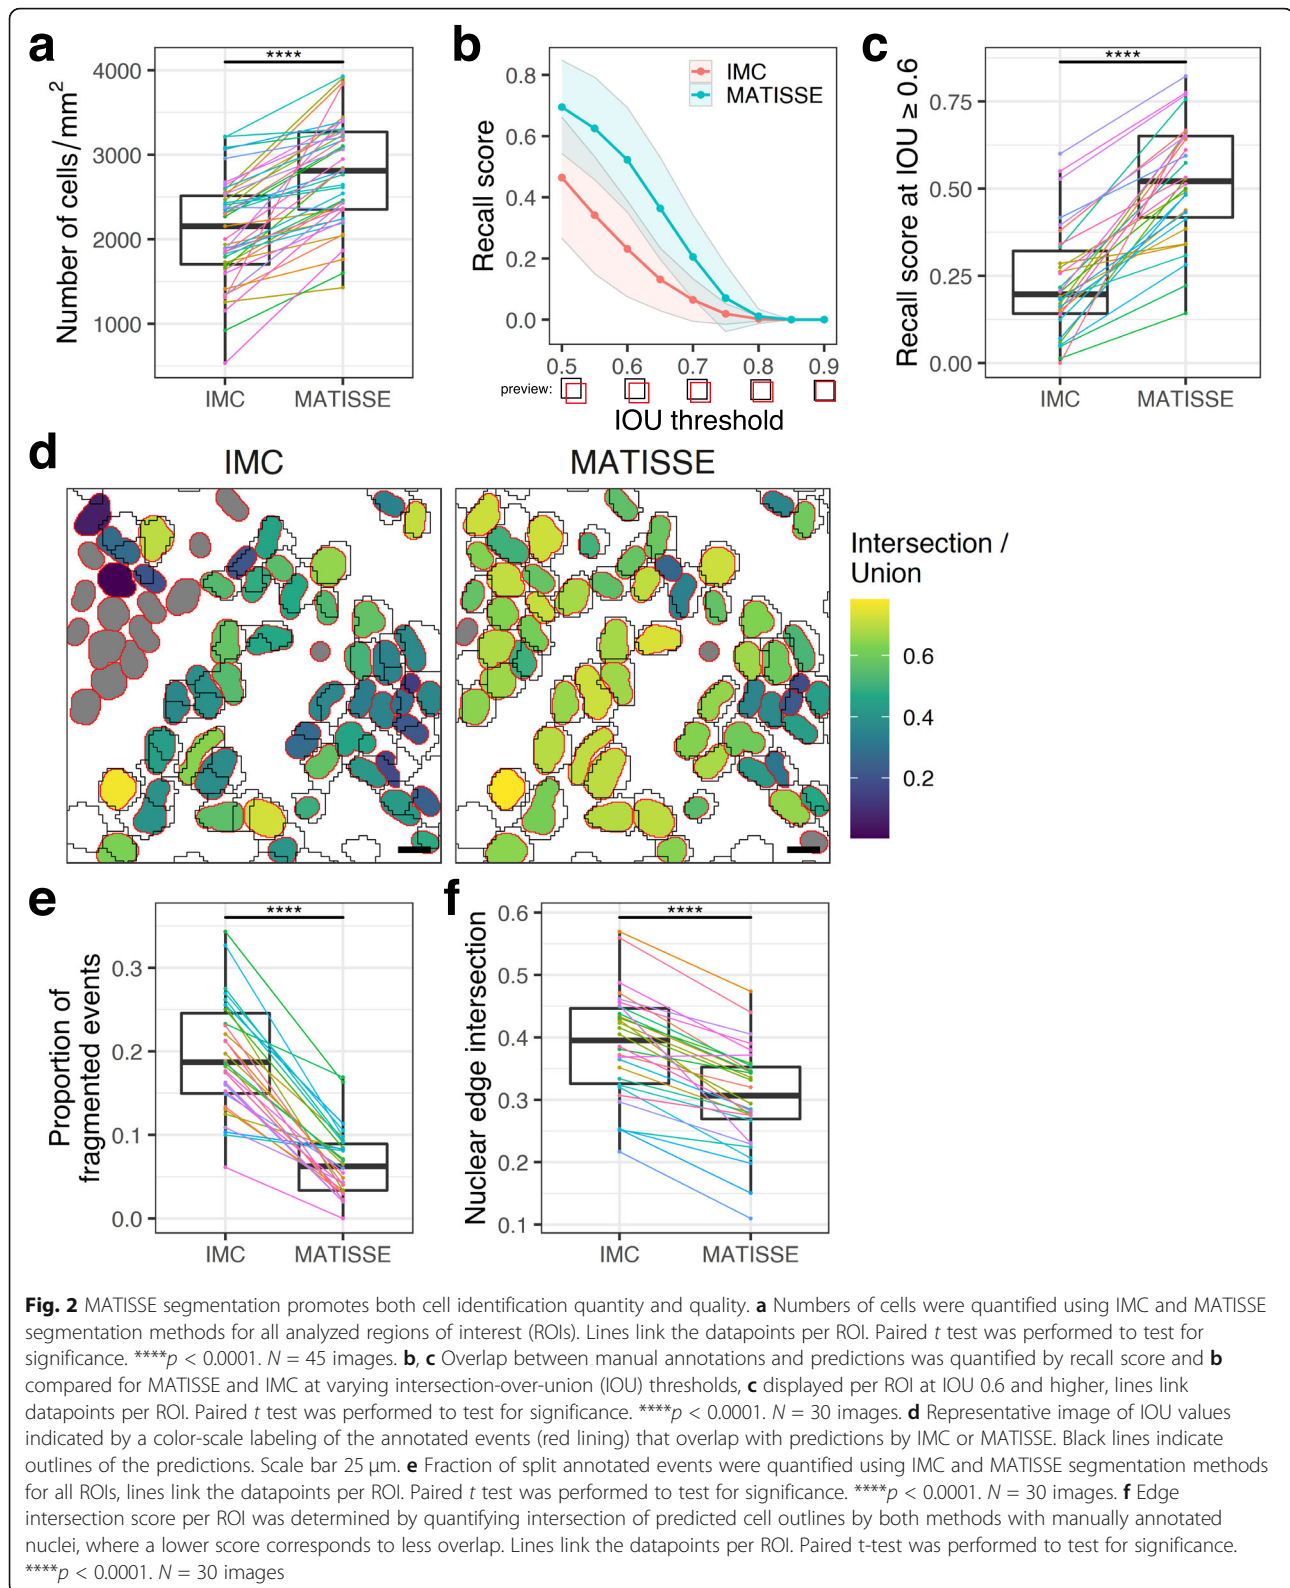 a
****
Number of cells/mm2
4000
3000
2000
1000
IMC
MATISSE
b
IMC
MATISSE
Recall score
0.8
0.6
0.4
0.2
0.0
0.5
0.6
0.7
0.8
0.9
preview:
IOU threshold
c
****
Recall score at IOU ≥ 0.6
0.75
0.50
0.25
0.00
IMC
MATISSE
d
IMC
MATISSE
Intersection /
Union
0.6
0.4
0.2
e
****
Proportion of
fragmented events
0.3
0.2
0.1
0.0
IMC
MATISSE
f
****
Nuclear edge intersection
0.6
0.5
0.4
0.3
0.2
0.1
IMC
MATISSE
Fig. 2 MATISSE segmentation promotes both cell identification quantity and quality. a Numbers of cells were quantified using IMC and MATISSE
segmentation methods for all analyzed regions of interest (ROIs). Lines link the datapoints per ROI. Paired t test was performed to test for
significance. ****p < 0.0001. N = 45 images. b, c Overlap between manual annotations and predictions was quantified by recall score and b
compared for MATISSE and IMC at varying intersection-over-union (IOU) thresholds, c displayed per ROI at IOU 0.6 and higher, lines link
datapoints per ROI. Paired t test was performed to test for significance. ****p < 0.0001. N = 30 images. d Representative image of IOU values
indicated by a color-scale labeling of the annotated events (red lining) that overlap with predictions by IMC or MATISSE. Black lines indicate
outlines of the predictions. Scale bar 25 μm. e Fraction of split annotated events were quantified using IMC and MATISSE segmentation methods
for all ROIs, lines link the datapoints per ROI. Paired t test was performed to test for significance. ****p < 0.0001. N = 30 images. f Edge
intersection score per ROI was determined by quantifying intersection of predicted cell outlines by both methods with manually annotated
nuclei, where a lower score corresponds to less overlap. Lines link the datapoints per ROI. Paired t-test was performed to test for significance.
****p < 0.0001. N = 30 images